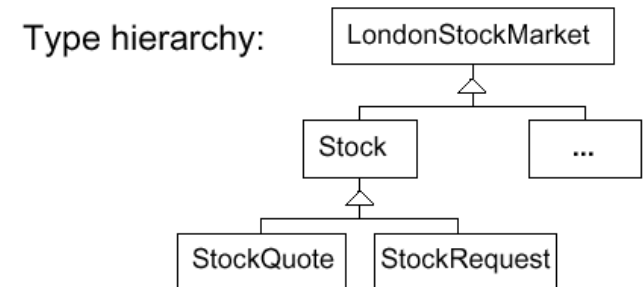 Type hierarchy:
LondonStockMarket
Stock
...
StockQuote
StockRequest